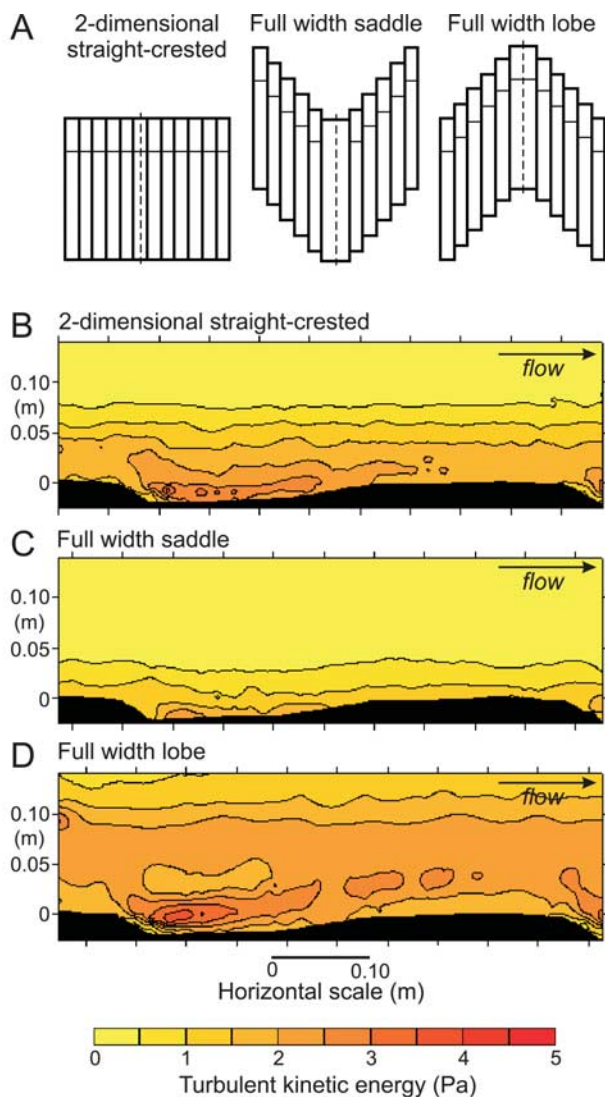 A
2-dimensional
straight-crested
Full width saddle
Full width lobe
B
2-dimensional straight-crested
flow
0.10
(m)
0.05
0
C
Full width saddle
flow
0.10
(m)
0.05
0
D
Full width lobe
flow
0.10
(m)
0.05
0
0 0.10
Horizontal scale (m)
0 1 2 3 4 5
Turbulent kinetic energy (Pa)